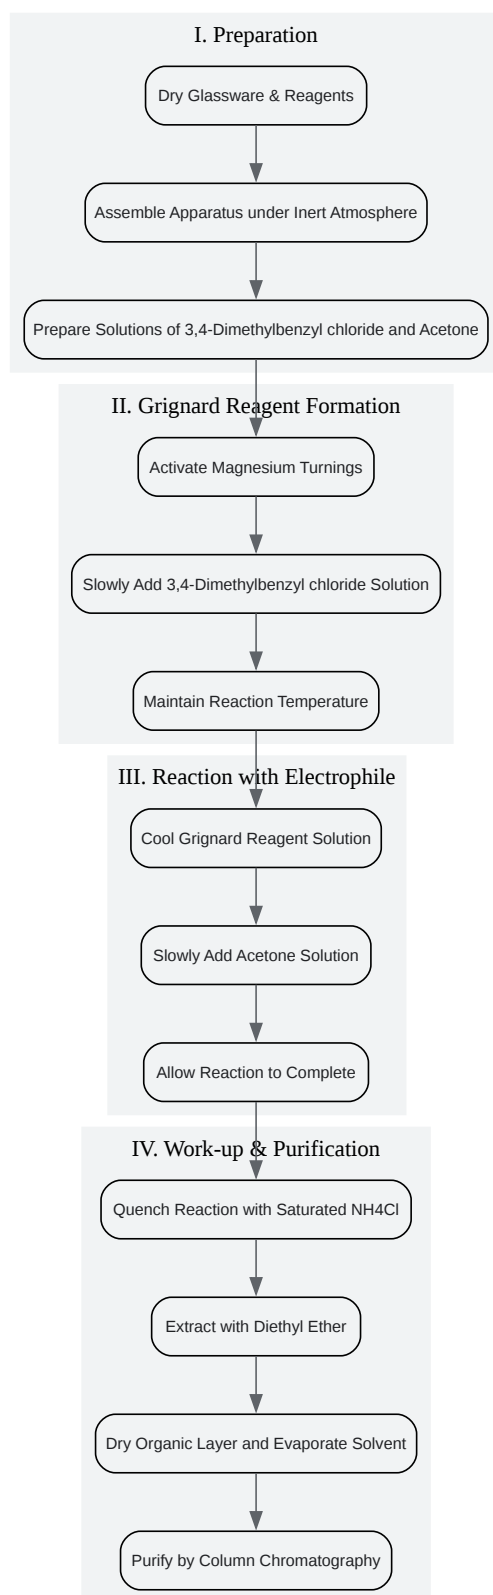 I. Preparation
Dry Glassware & Reagents
Assemble Apparatus under Inert Atmosphere
Prepare Solutions of 3,4-Dimethylbenzyl chloride and Acetone
II. Grignard Reagent Formation
Activate Magnesium Turnings
Slowly Add 3,4-Dimethylbenzyl chloride Solution
Maintain Reaction Temperature
III. Reaction with Electrophile
Cool Grignard Reagent Solution
Slowly Add Acetone Solution
Allow Reaction to Complete
IV. Work-up & Purification
Quench Reaction with Saturated NH4Cl
Extract with Diethyl Ether
Dry Organic Layer and Evaporate Solvent
Purify by Column Chromatography